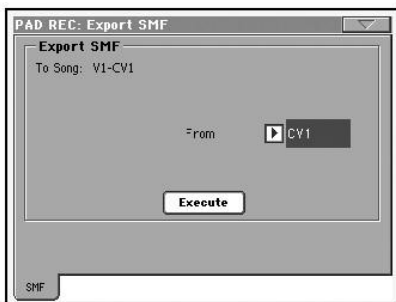 PAD REC: Export SMF
Export SMF
To Song: V1-CV1
From CV1
Execute
SMF